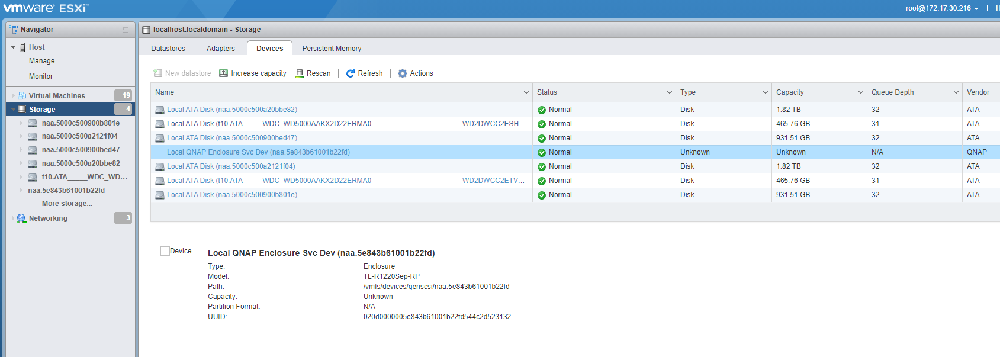 vmware® ESXi™
root@172.17.30.216
H
Navigator
Host
Manage
Monitor
Virtual Machines 19
Storage 4
naa.5000c500900b801e
naa.5000c500a2121f04
naa.5000c500900bed47
naa.5000c500a20bbe82
t10.ATA_____WDC_WD...
naa.5e843b61001b22fd
More storage...
Networking 3
localhost.localdomain - Storage
Datastores Adapters Devices Persistent Memory
New datastore Increase capacity Rescan | Refresh | Actions
Name Status Type Capacity Queue Depth Vendor
Local ATA Disk (naa.5000c500a20bbe82) Normal Disk 1.82 TB 32 ATA
Local ATA Disk (t10.ATA_____WDC_WD5000AAKX2D22ERMA0_______________________WD2DWCC2ESH... Normal Disk 465.76 GB 31 ATA
Local ATA Disk (naa.5000c500900bed47) Normal Disk 931.51 GB 32 ATA
Local QNAP Enclosure Svc Dev (naa.5e843b61001b22fd) Normal Unknown Unknown N/A QNAP
Local ATA Disk (naa.5000c500a2121f04) Normal Disk 1.82 TB 32 ATA
Local ATA Disk (t10.ATA_____WDC_WD5000AAKX2D22ERMA0_______________________WD2DWCC2ETV... Normal Disk 465.76 GB 31 ATA
Local ATA Disk (naa.5000c500900b801e) Normal Disk 931.51 GB 32 ATA
Device
Local QNAP Enclosure Svc Dev (naa.5e843b61001b22fd)
Type: Enclosure
Model: TL-R1220Sep-RP
Path: /vmfs/devices/genscsi/naa.5e843b61001b22fd
Capacity: Unknown
Partition Format: N/A
UUID: 020d0000005e843b61001b22fd544c2d523132